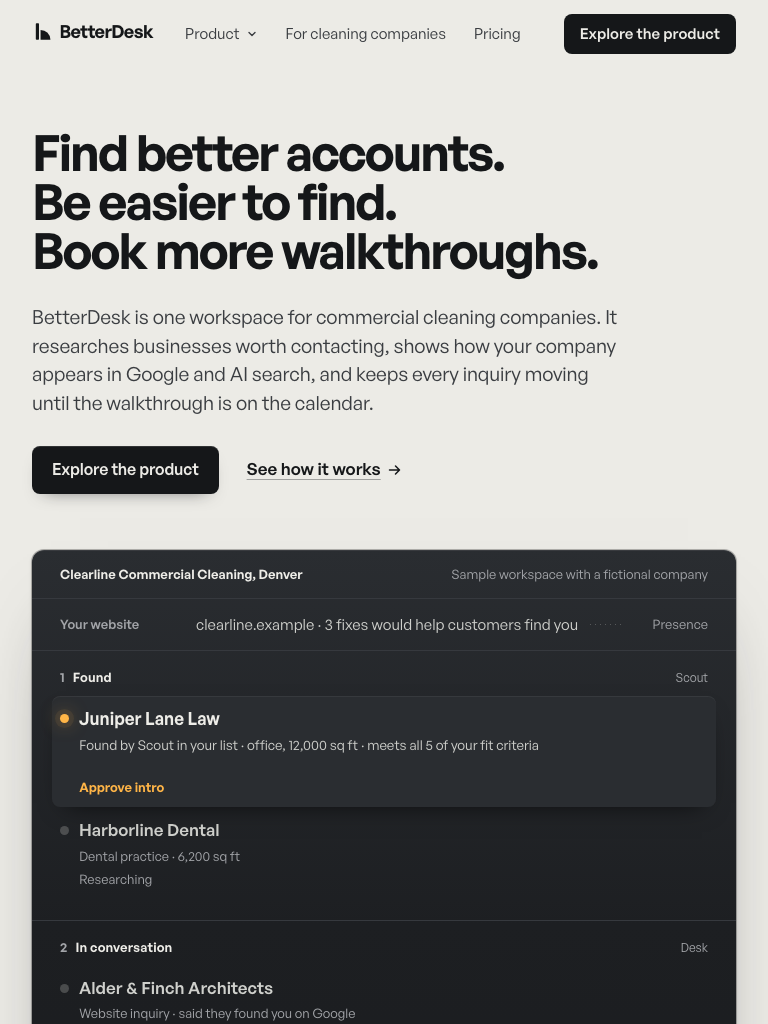 BetterDesk
Product
For cleaning companies
Pricing
Explore the product
Find better accounts.
Be easier to find.
Book more walkthroughs.
BetterDesk is one workspace for commercial cleaning companies. It
researches businesses worth contacting, shows how your company
appears in Google and AI search, and keeps every inquiry moving
until the walkthrough is on the calendar.
Explore the product
See how it works →
Clearline Commercial Cleaning, Denver
Sample workspace with a fictional company
Your website
clearline.example · 3 fixes would help customers find you
Presence
1 Found
Scout
Juniper Lane Law
Found by Scout in your list · office, 12,000 sq ft · meets all 5 of your fit criteria
Approve intro
Harborline Dental
Dental practice · 6,200 sq ft
Researching
2 In conversation
Desk
Alder & Finch Architects
Website inquiry · said they found you on Google